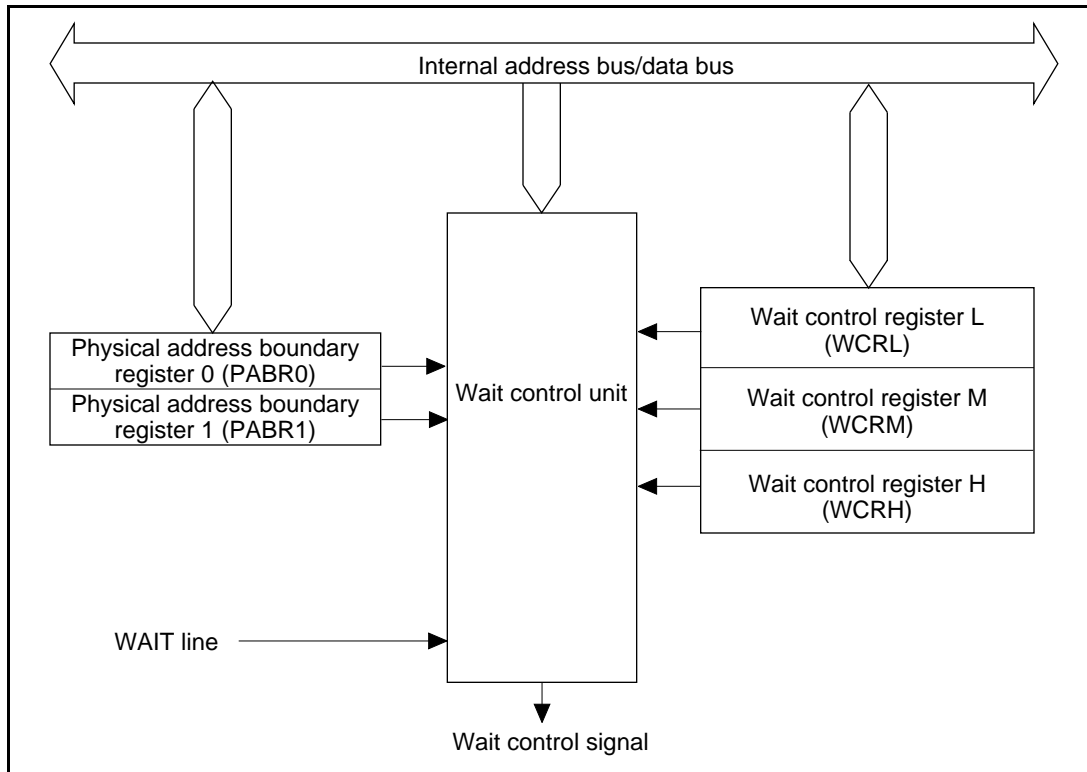 Internal address bus/data bus
Physical address boundary
register 0 (PABR0)
Physical address boundary
register 1 (PABR1)
Wait control unit
Wait control register L
(WCRL)
Wait control register M
(WCRM)
Wait control register H
(WCRH)
WAIT line
Wait control signal